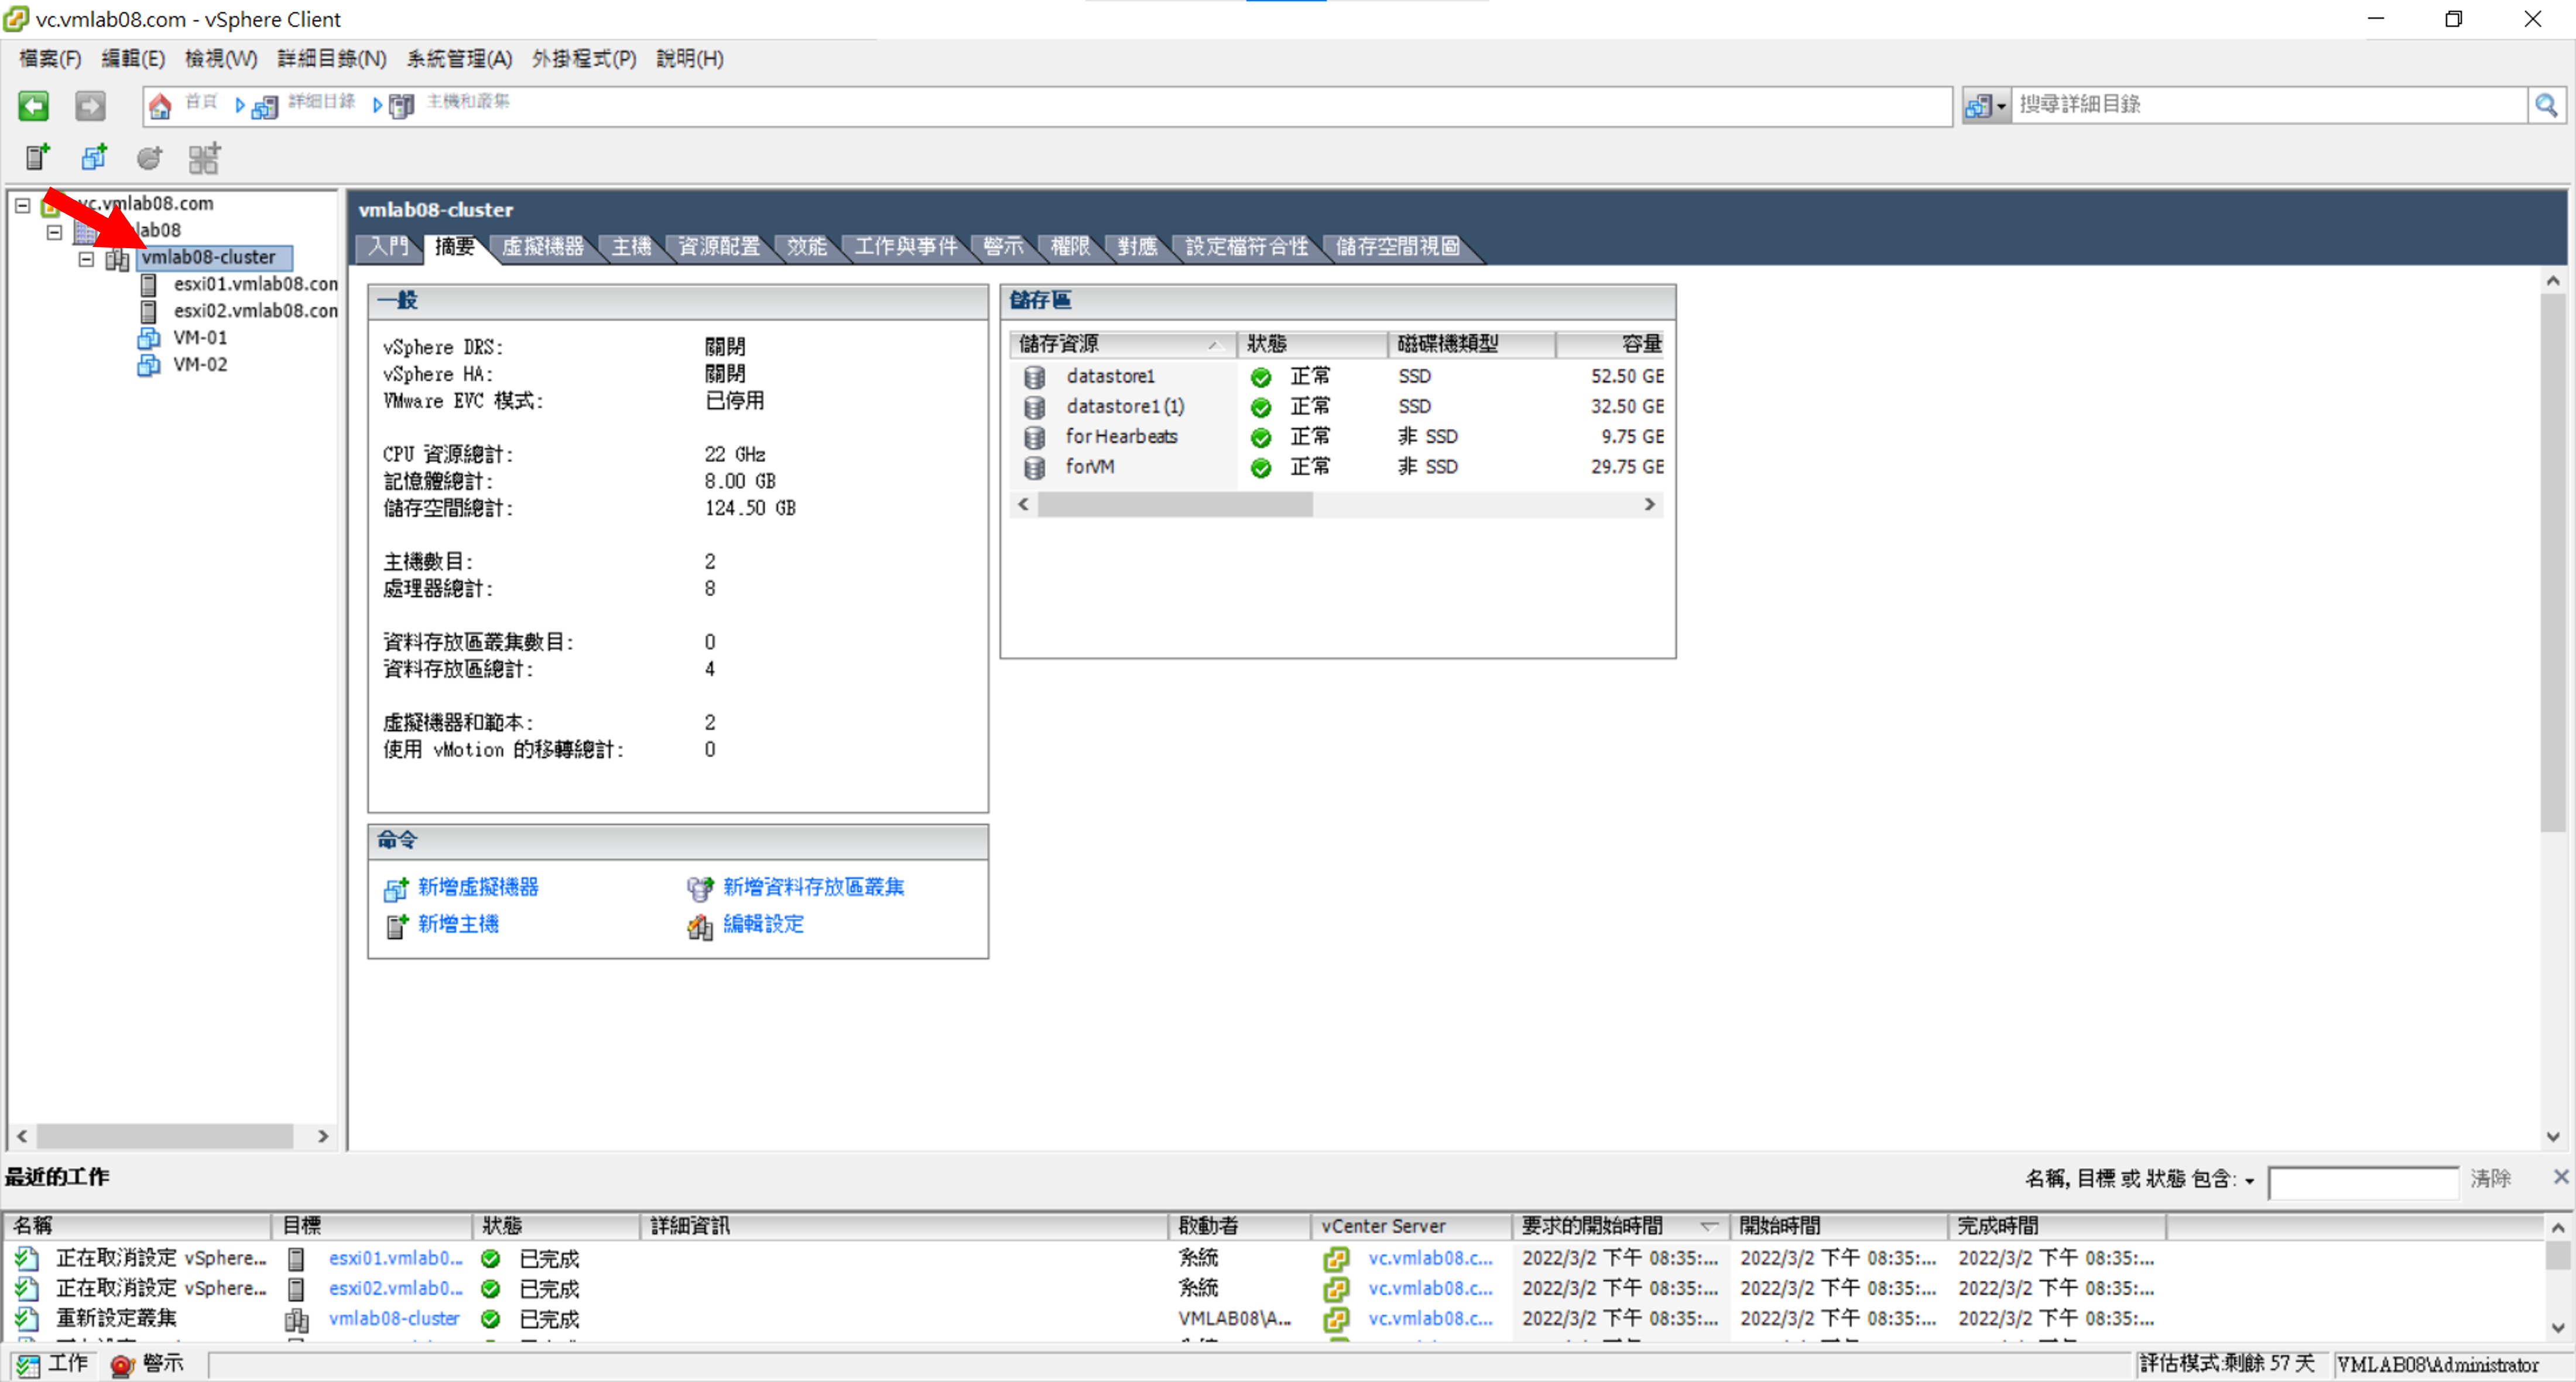 vc.vmlab08.com - vSphere Client
檔案(F) 編輯(E) 檢視(W) 詳細目錄(N) 系統管理(A) 外掛程式(P) 說明(H)
首頁 詳細目錄 主機和叢集
搜尋詳細目錄
vc.vmlab08.com
lab08
vmlab08-cluster
esxi01.vmlab08.con
esxi02.vmlab08.con
VM-01
VM-02
vmlab08-cluster
入門 摘要 虛擬機器 主機 資源配置 效能 工作與事件 警示 權限 對應 設定檔符合性 儲存空間視圖
一般
vSphere DRS: 關閉
vSphere HA: 關閉
VMware EVC 模式: 已停用
CPU 資源總計: 22 GHz
記憶體總計: 8.00 GB
儲存空間總計: 124.50 GB
主機數目: 2
處理器總計: 8
資料存放區叢集數目: 0
資料存放區總計: 4
虛擬機器和範本: 2
使用 vMotion 的移轉總計: 0
儲存區
儲存資源 狀態 磁碟機類型 容量
datastore1 正常 SSD 52.50 GB
datastore1 (1) 正常 SSD 32.50 GB
for Hearbeats 正常 非 SSD 9.75 GB
forVM 正常 非 SSD 29.75 GB
命令
新增虛擬機器 新增資料存放區叢集
新增主機 編輯設定
最近的工作
名稱, 目標 或 狀態 包含: 清除
名稱 目標 狀態 詳細資訊 啟動者 vCenter Server 要求的開始時間 開始時間 完成時間
正在取消設定 vSphere... esxi01.vmlab0... 已完成 系統 vc.vmlab08.c... 2022/3/2 下午 08:35:... 2022/3/2 下午 08:35:... 2022/3/2 下午 08:35:...
正在取消設定 vSphere... esxi02.vmlab0... 已完成 系統 vc.vmlab08.c... 2022/3/2 下午 08:35:... 2022/3/2 下午 08:35:... 2022/3/2 下午 08:35:...
重新設定叢集 vmlab08-cluster 已完成 VMLAB08\A... vc.vmlab08.c... 2022/3/2 下午 08:35:... 2022/3/2 下午 08:35:... 2022/3/2 下午 08:35:...
工作 警示
評估模式:剩餘 57 天 VMLAB08\Administrator